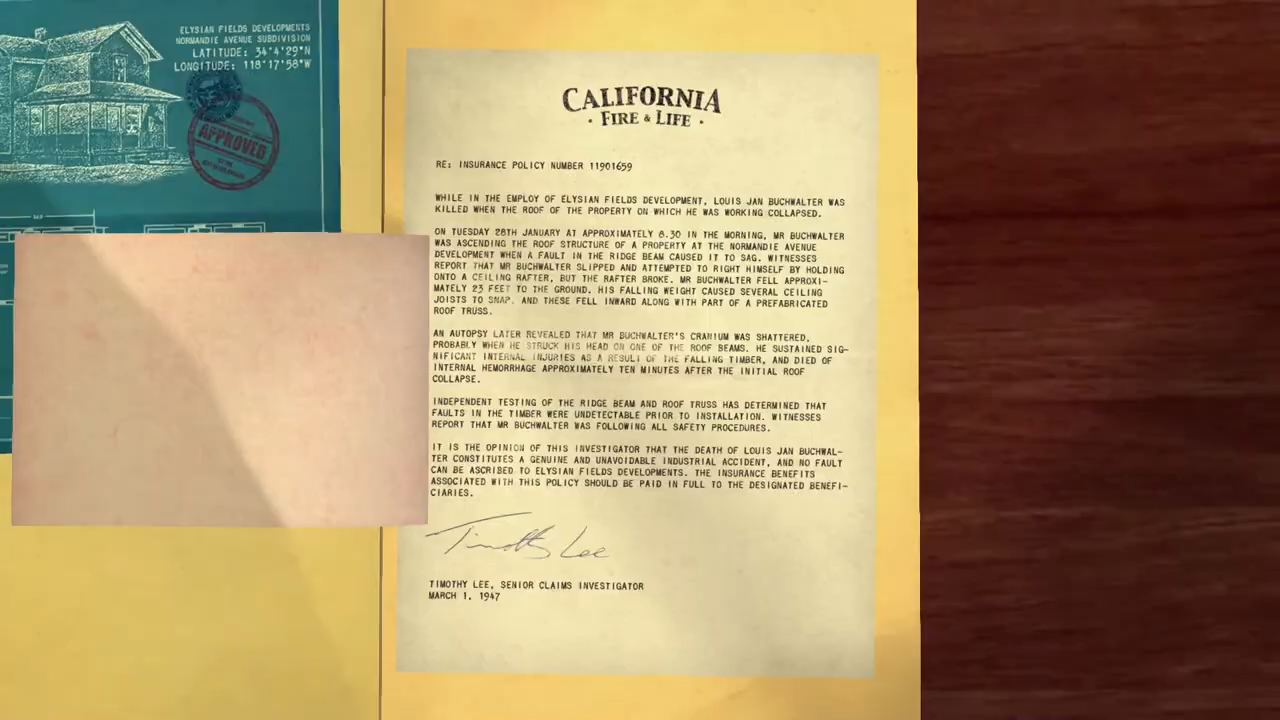 ELYSIAN FIELDS DEVELOPMENTS
NORMANDIE AVENUE SUBDIVISION
LATITUDE: 34°4'29"N
LONGITUDE: 118°17'58"W
APPROVED
CALIFORNIA
• FIRE & LIFE •
RE: INSURANCE POLICY NUMBER 11901659
WHILE IN THE EMPLOY OF ELYSIAN FIELDS DEVELOPMENT, LOUIS JAN BUCHWALTER WAS
KILLED WHEN THE ROOF OF THE PROPERTY ON WHICH HE WAS WORKING COLLAPSED.
ON TUESDAY 28TH JANUARY AT APPROXIMATELY 8.30 IN THE MORNING, MR BUCHWALTER
WAS ASCENDING THE ROOF STRUCTURE OF A PROPERTY AT THE NORMANDIE AVENUE
DEVELOPMENT WHEN A FAULT IN THE RIDGE BEAM CAUSED IT TO SAG. WITNESSES
REPORT THAT MR BUCHWALTER SLIPPED AND ATTEMPTED TO RIGHT HIMSELF BY HOLDING
ONTO A CEILING RAFTER, BUT THE RAFTER BROKE. MR BUCHWALTER FELL APPROXI-
MATELY 23 FEET TO THE GROUND. HIS FALLING WEIGHT CAUSED SEVERAL CEILING
JOISTS TO SNAP. AND THESE FELL INWARD ALONG WITH PART OF A PREFABRICATED
ROOF TRUSS.
AN AUTOPSY LATER REVEALED THAT MR BUCHWALTER'S CRANIUM WAS SHATTERED,
PROBABLY WHEN HE STRUCK HIS HEAD ON ONE OF THE ROOF BEAMS. HE SUSTAINED SIG-
NIFICANT INTERNAL INJURIES AS A RESULT OF THE FALLING TIMBER, AND DIED OF
INTERNAL HEMORRHAGE APPROXIMATELY TEN MINUTES AFTER THE INITIAL ROOF
COLLAPSE.
INDEPENDENT TESTING OF THE RIDGE BEAM AND ROOF TRUSS HAS DETERMINED THAT
FAULTS IN THE TIMBER WERE UNDETECTABLE PRIOR TO INSTALLATION. WITNESSES
REPORT THAT MR BUCHWALTER WAS FOLLOWING ALL SAFETY PROCEDURES.
IT IS THE OPINION OF THIS INVESTIGATOR THAT THE DEATH OF LOUIS JAN BUCHWAL-
TER CONSTITUTES A GENUINE AND UNAVOIDABLE INDUSTRIAL ACCIDENT, AND NO FAULT
CAN BE ASCRIBED TO ELYSIAN FIELDS DEVELOPMENTS. THE INSURANCE BENEFITS
ASSOCIATED WITH THIS POLICY SHOULD BE PAID IN FULL TO THE DESIGNATED BENEFI-
CIARIES.
Timothy Lee
TIMOTHY LEE, SENIOR CLAIMS INVESTIGATOR
MARCH 1, 1947